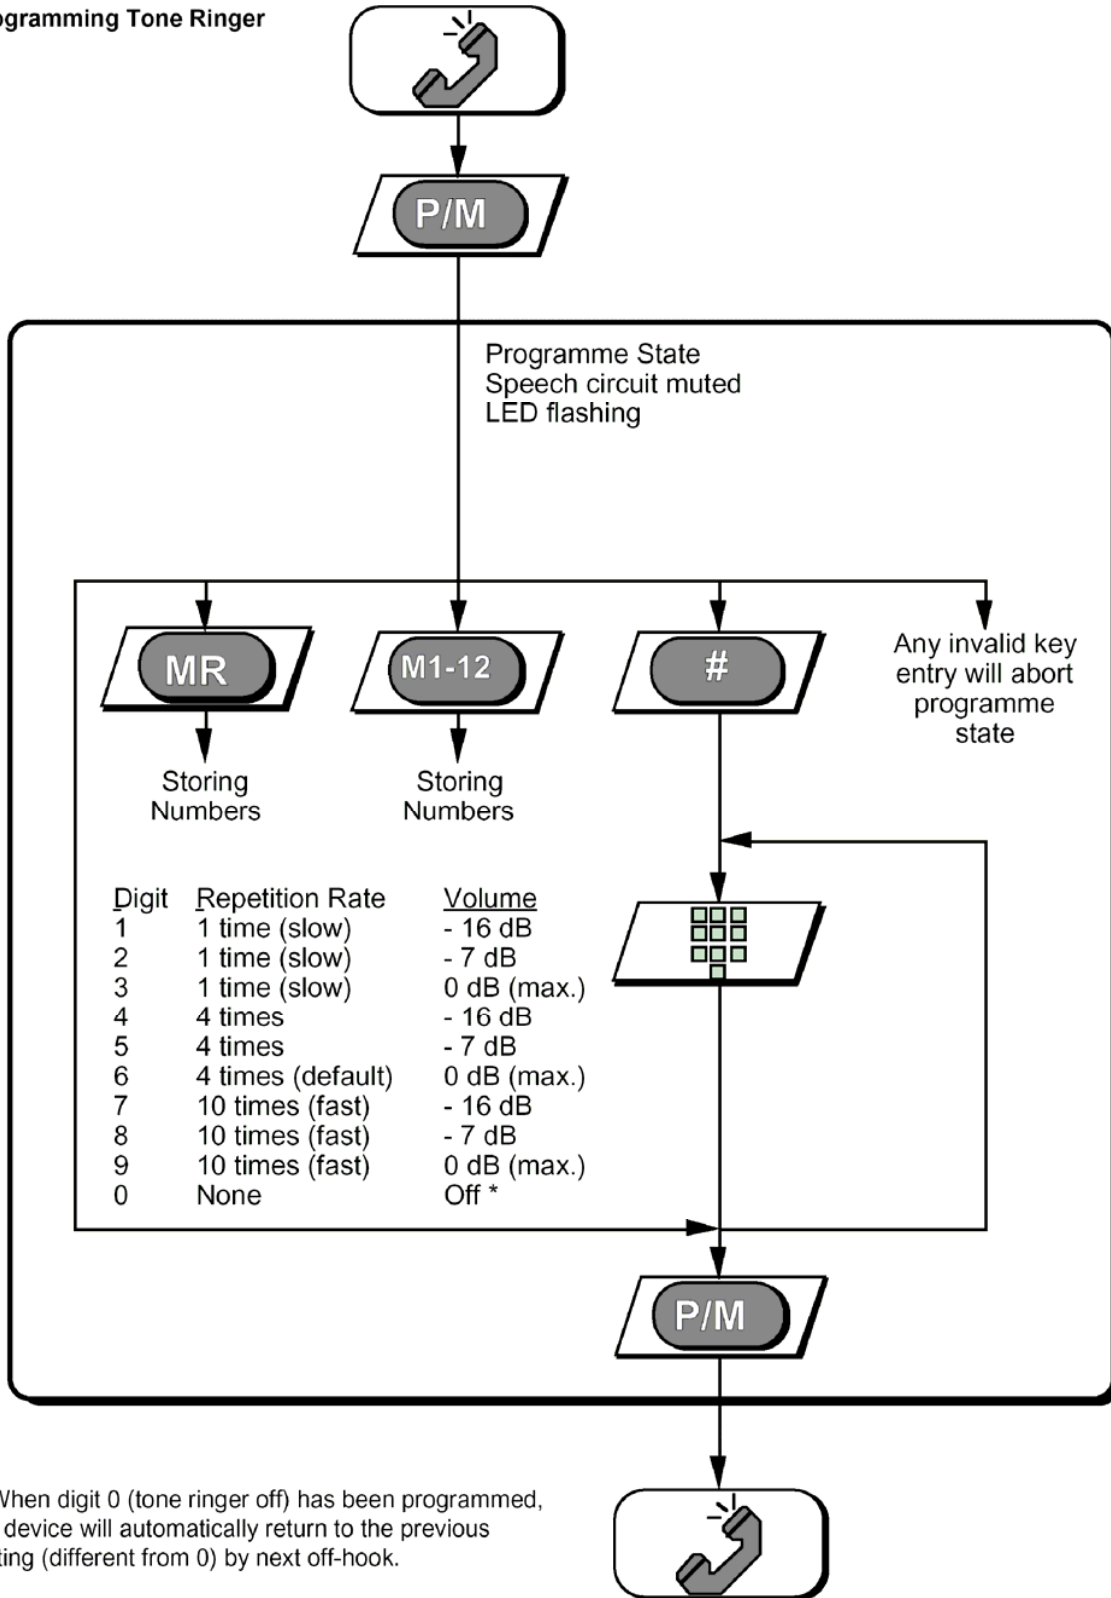 ogramming Tone Ringer
P/M
Programme State
Speech circuit muted
LED flashing
MR
M1-12
#
Any invalid key
entry will abort
programme
state
Storing
Numbers
Storing
Numbers
Digit Repetition Rate Volume
1 1 time (slow) - 16 dB
2 1 time (slow) - 7 dB
3 1 time (slow) 0 dB (max.)
4 4 times - 16 dB
5 4 times - 7 dB
6 4 times (default) 0 dB (max.)
7 10 times (fast) - 16 dB
8 10 times (fast) - 7 dB
9 10 times (fast) 0 dB (max.)
0 None Off *
P/M
When digit 0 (tone ringer off) has been programmed,
device will automatically return to the previous
ting (different from 0) by next off-hook.